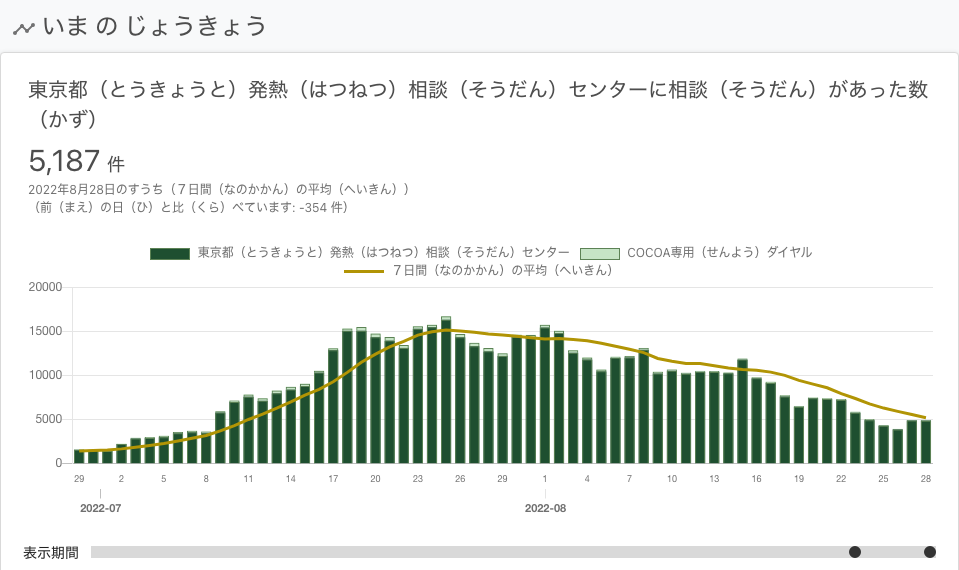 いま の じょうきょう
東京都（とうきょうと）発熱（はつねつ）相談（そうだん）センターに相談（そうだん）があった数
（かず）
5,187 件
2022年8月28日のすうち（７日間（なのかかん）の平均（へいきん））
（前（まえ）の日（ひ）と比（くら）べています: -354 件）
東京都（とうきょうと）発熱（はつねつ）相談（そうだん）センター COCOA専用（せんよう）ダイヤル
７日間（なのかかん）の平均（へいきん）
20000
15000
10000
5000
0
29 2 5 8 11 14 17 20 23 26 29 1 4 7 10 13 16 19 22 25 28
2022-07 2022-08
表示期間